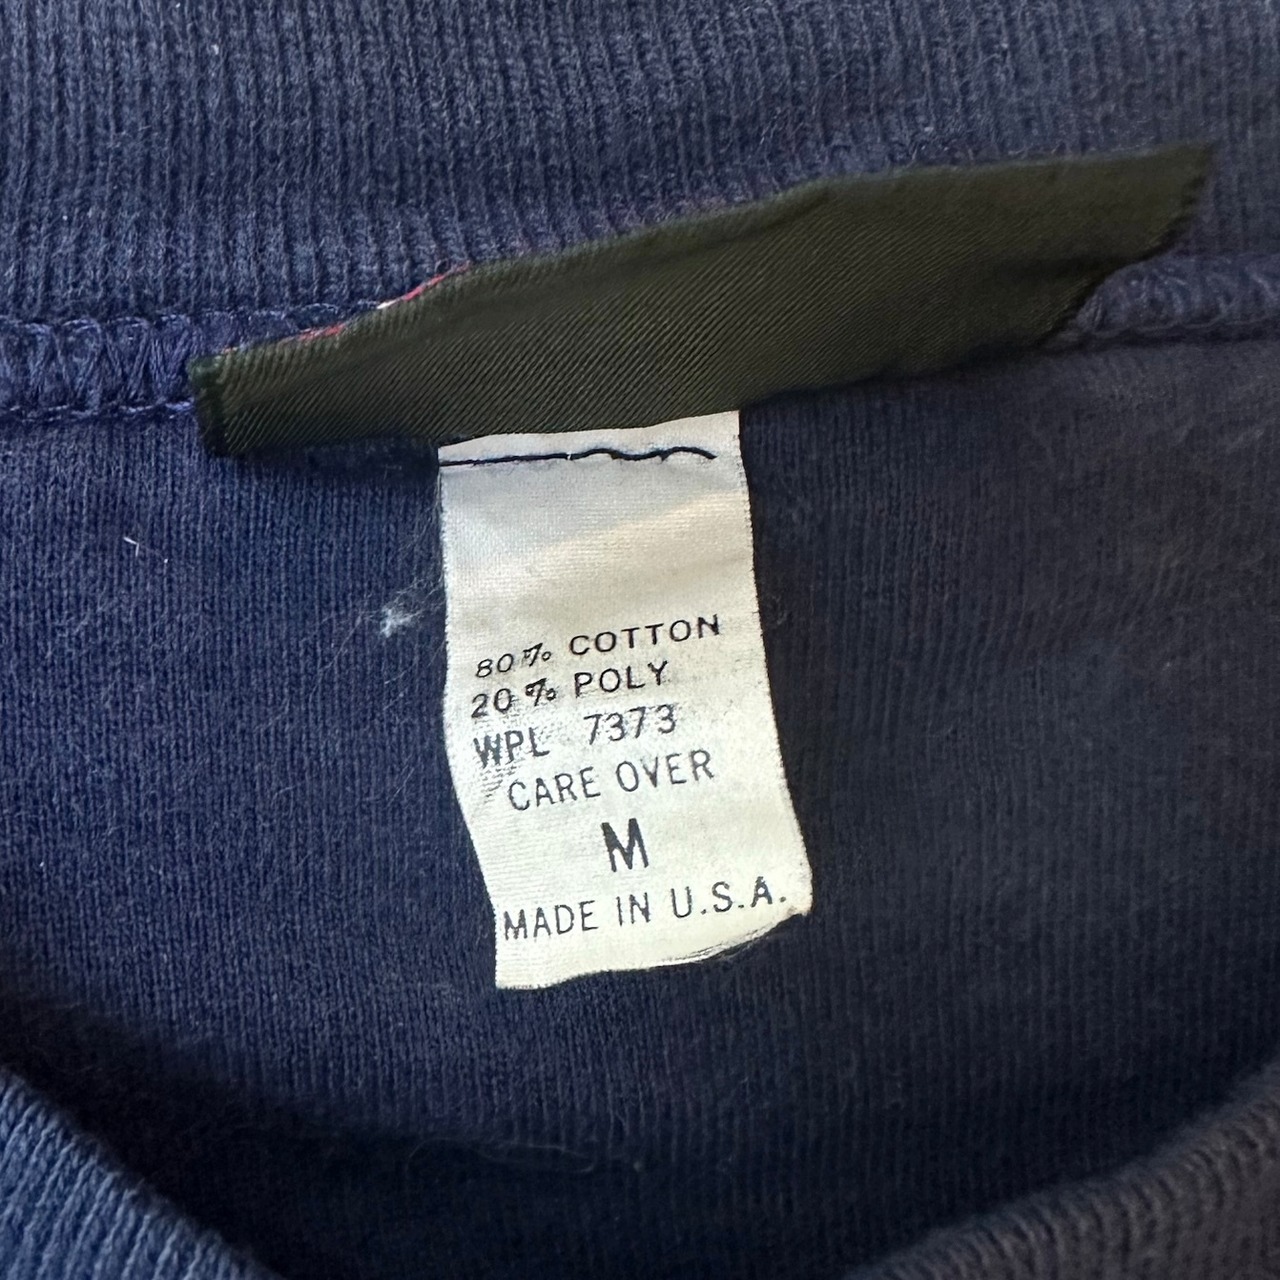 80% COTTON
20% POLY
WPL 7373
CARE OVER
M
MADE IN U.S.A.